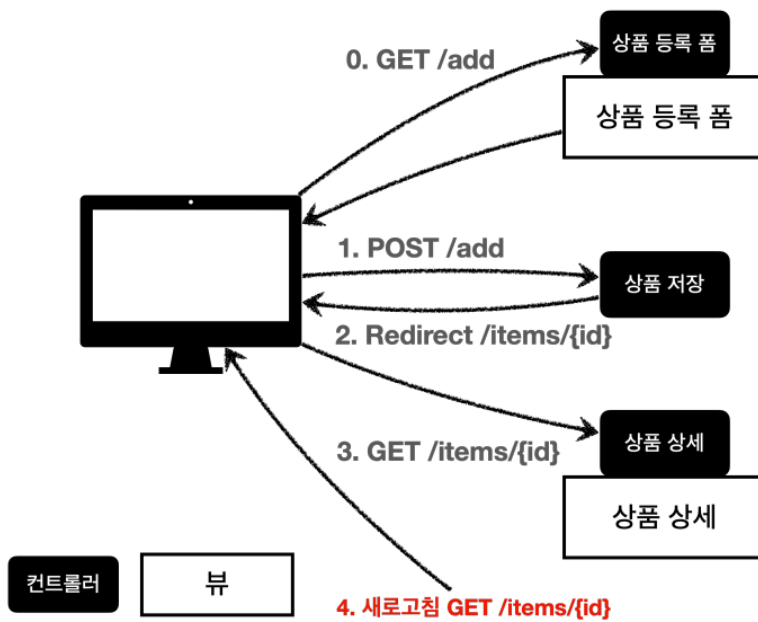 0. GET /add
상품 등록 폼
상품 등록 폼
1. POST /add
상품 저장
2. Redirect /items/{id}
3. GET /items/{id}
상품 상세
상품 상세
컨트롤러
뷰
4. 새로고침 GET /items/{id}